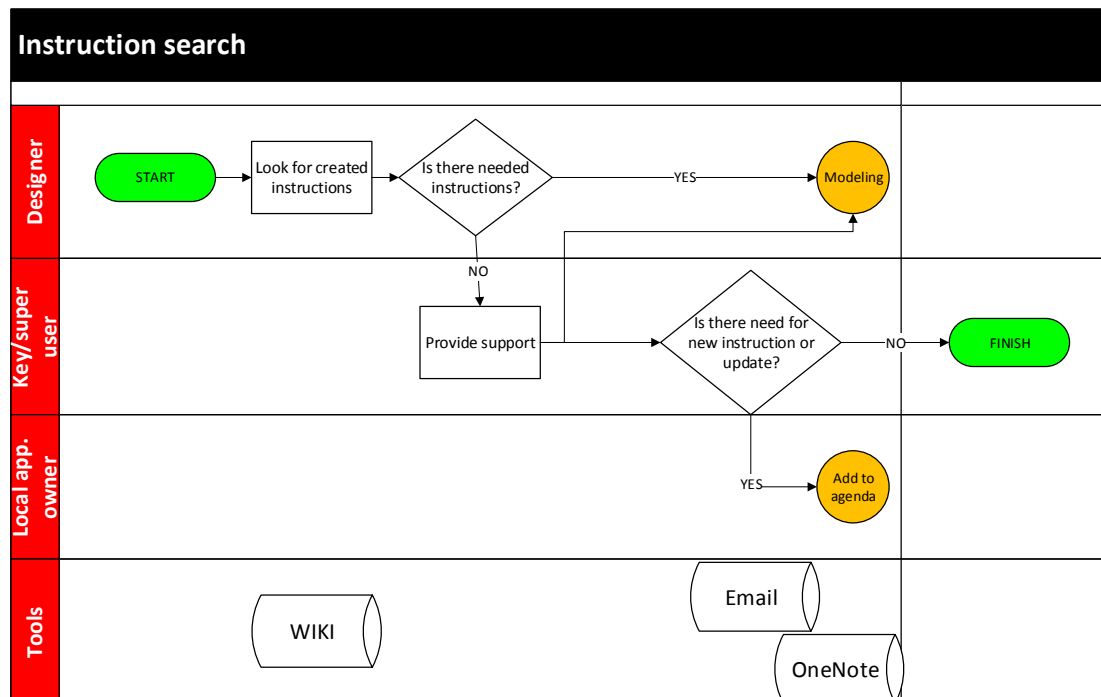 Instruction search
Designer
START
Look for created
instructions
Is there needed
instructions?
YES
Modeling
NO
Key/super
user
Provide support
Is there need for
new instruction or
update?
NO
FINISH
Local app.
owner
YES
Add to
agenda
Tools
WIKI
Email
OneNote